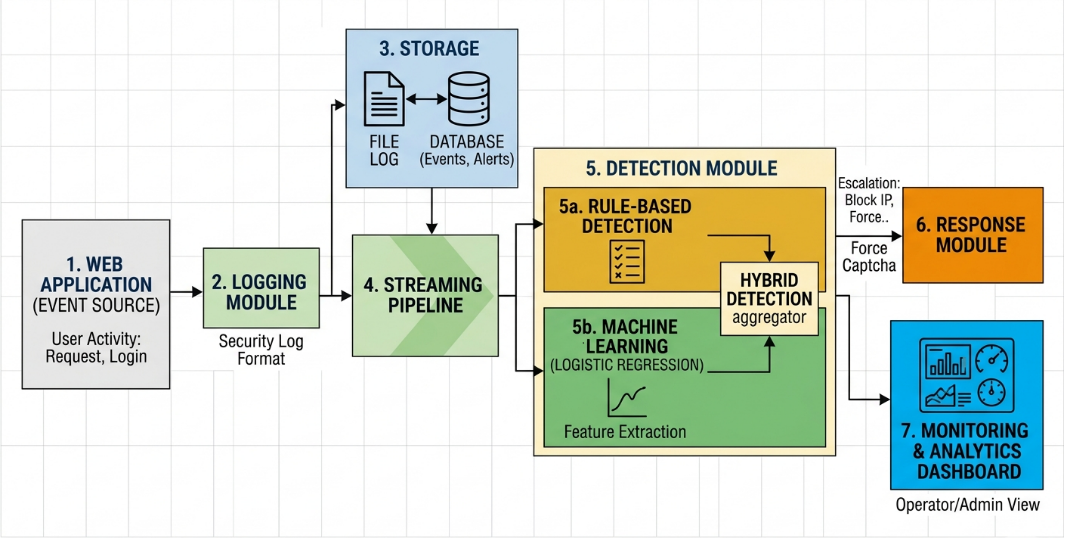 3. STORAGE
FILE
LOG
DATABASE
(Events, Alerts)
1. WEB
APPLICATION
(EVENT SOURCE)
User Activity:
Request, Login
2. LOGGING
MODULE
Security Log
Format
4. STREAMING
PIPELINE
5. DETECTION MODULE
5a. RULE-BASED
DETECTION
HYBRID
DETECTION
aggregator
5b. MACHINE
LEARNING
(LOGISTIC REGRESSION)
Feature Extraction
Escalation:
Block IP,
Force..
Force
Captcha
6. RESPONSE
MODULE
7. MONITORING
& ANALYTICS
DASHBOARD
Operator/Admin View